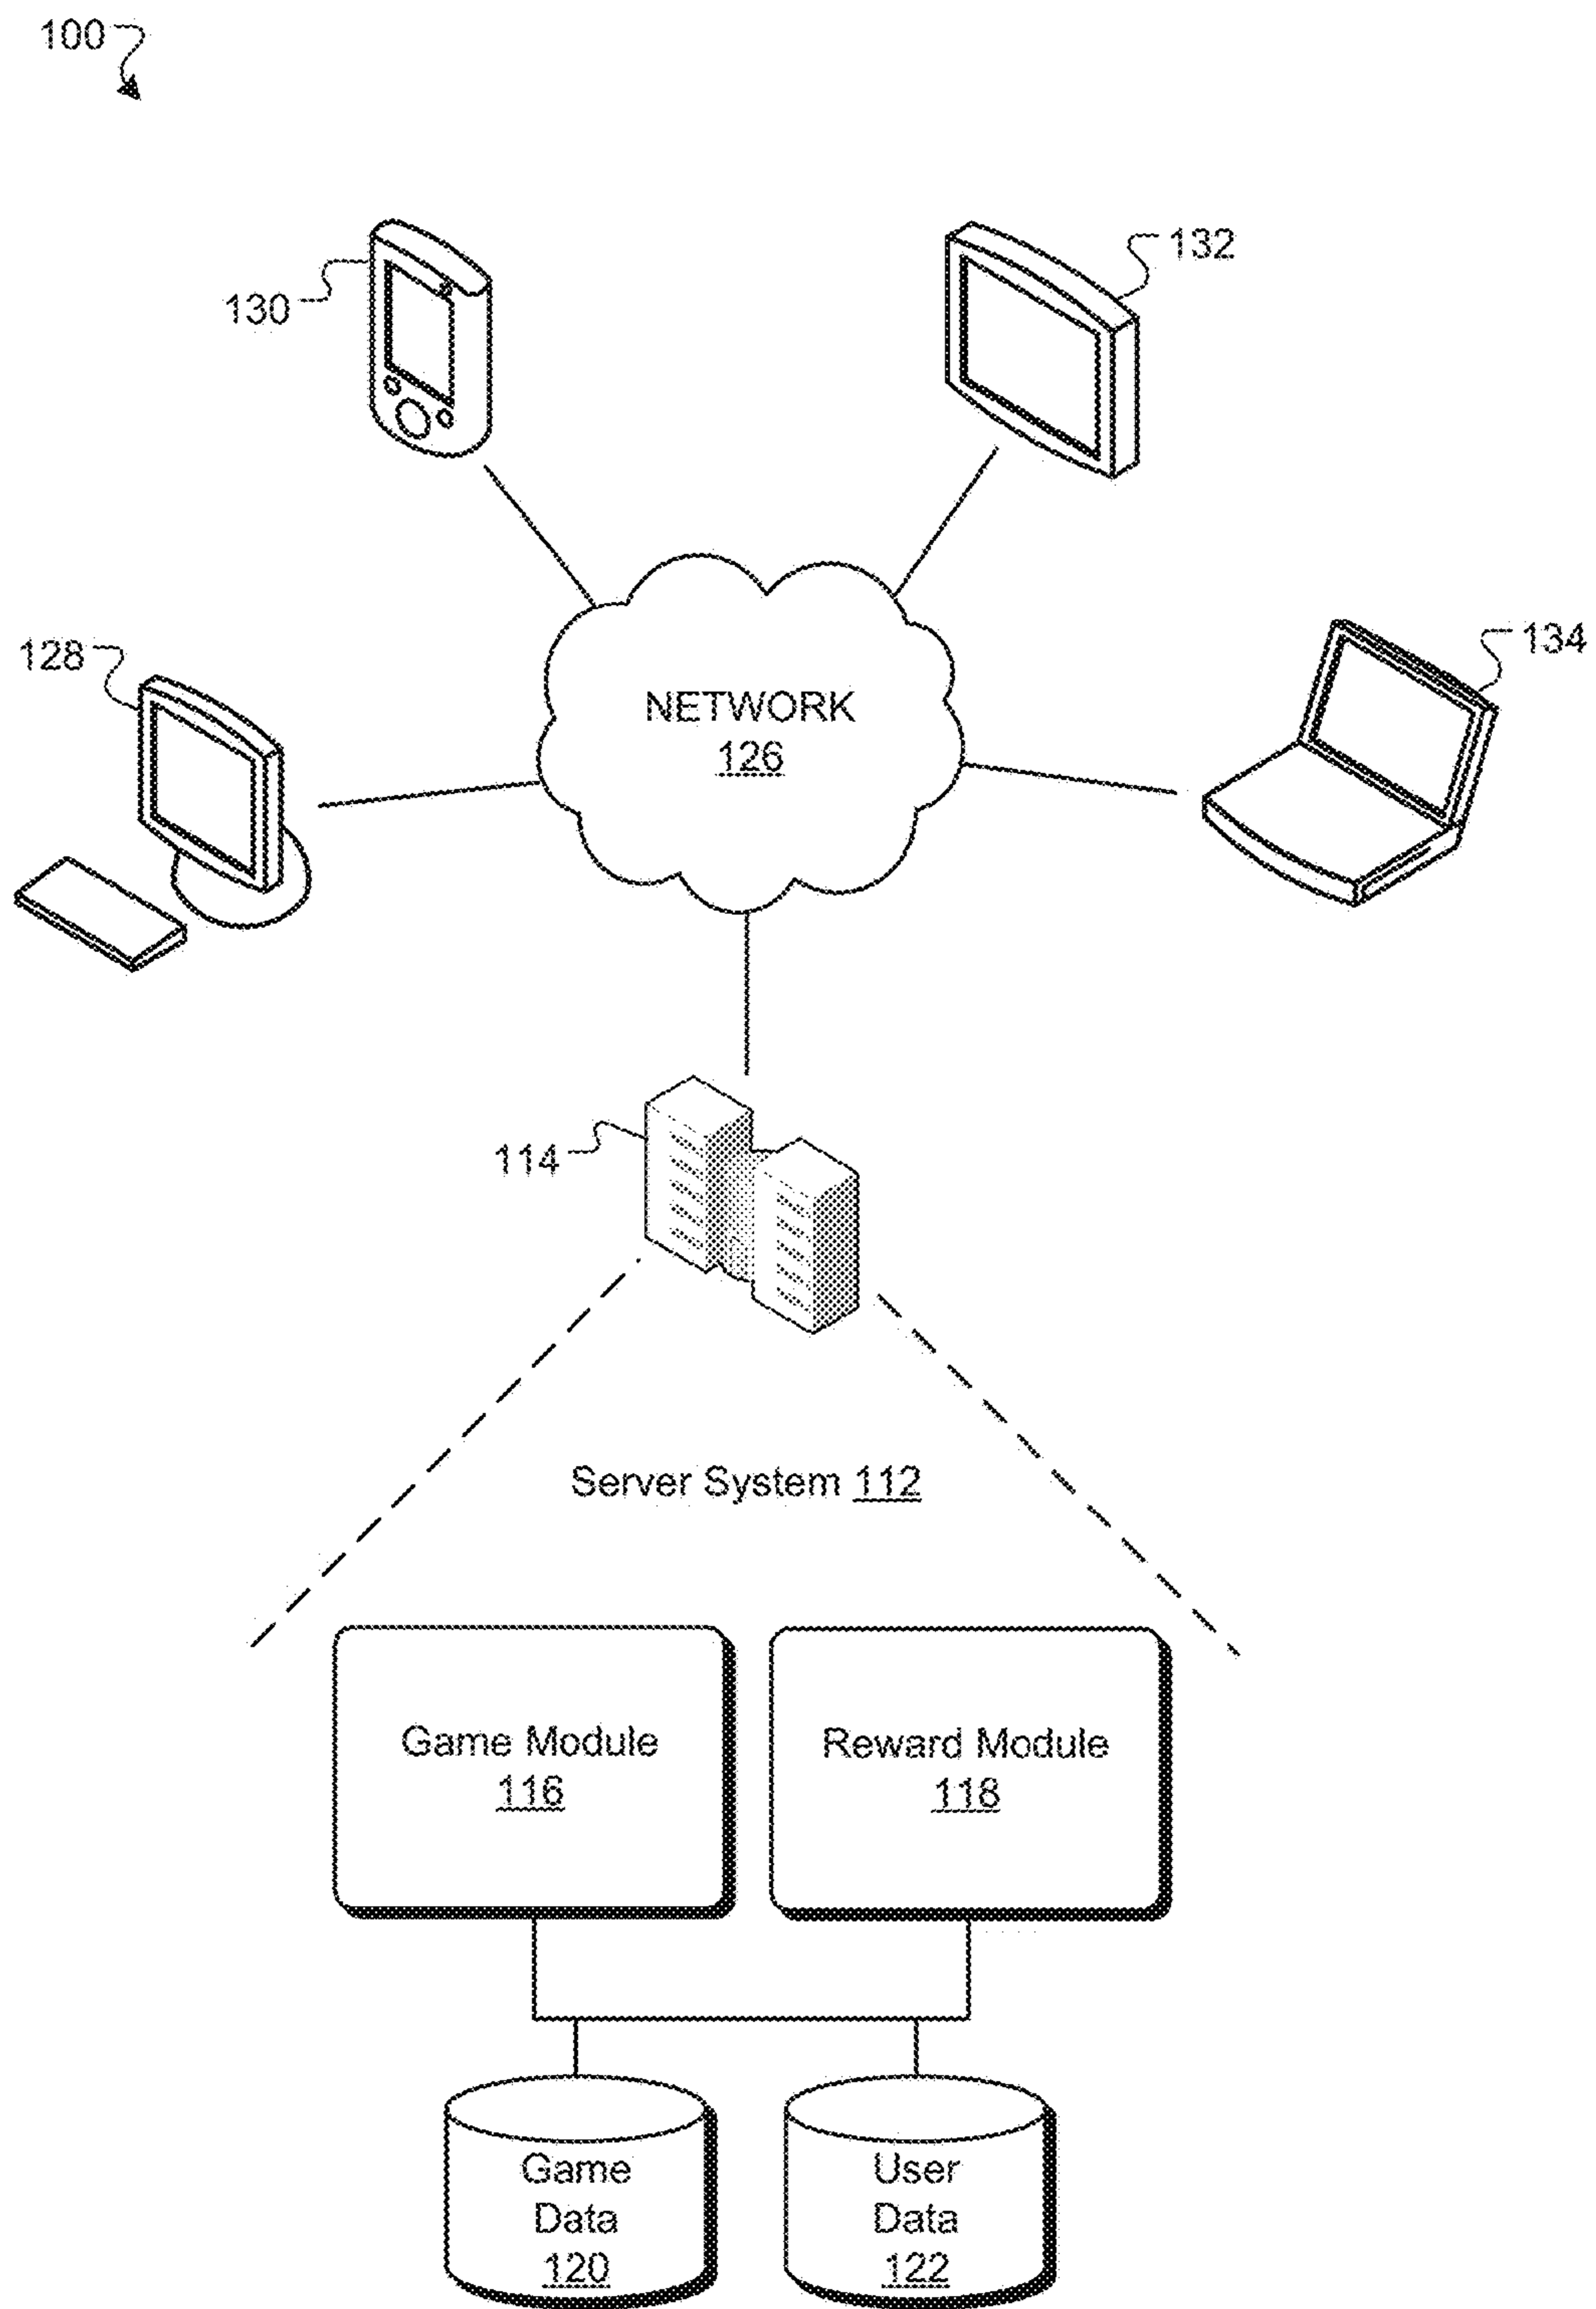 100
130
132
128
134
NETWORK
126
114
Server System 112
Game Module
116
Reward Module
118
Game
Data
120
User
Data
122